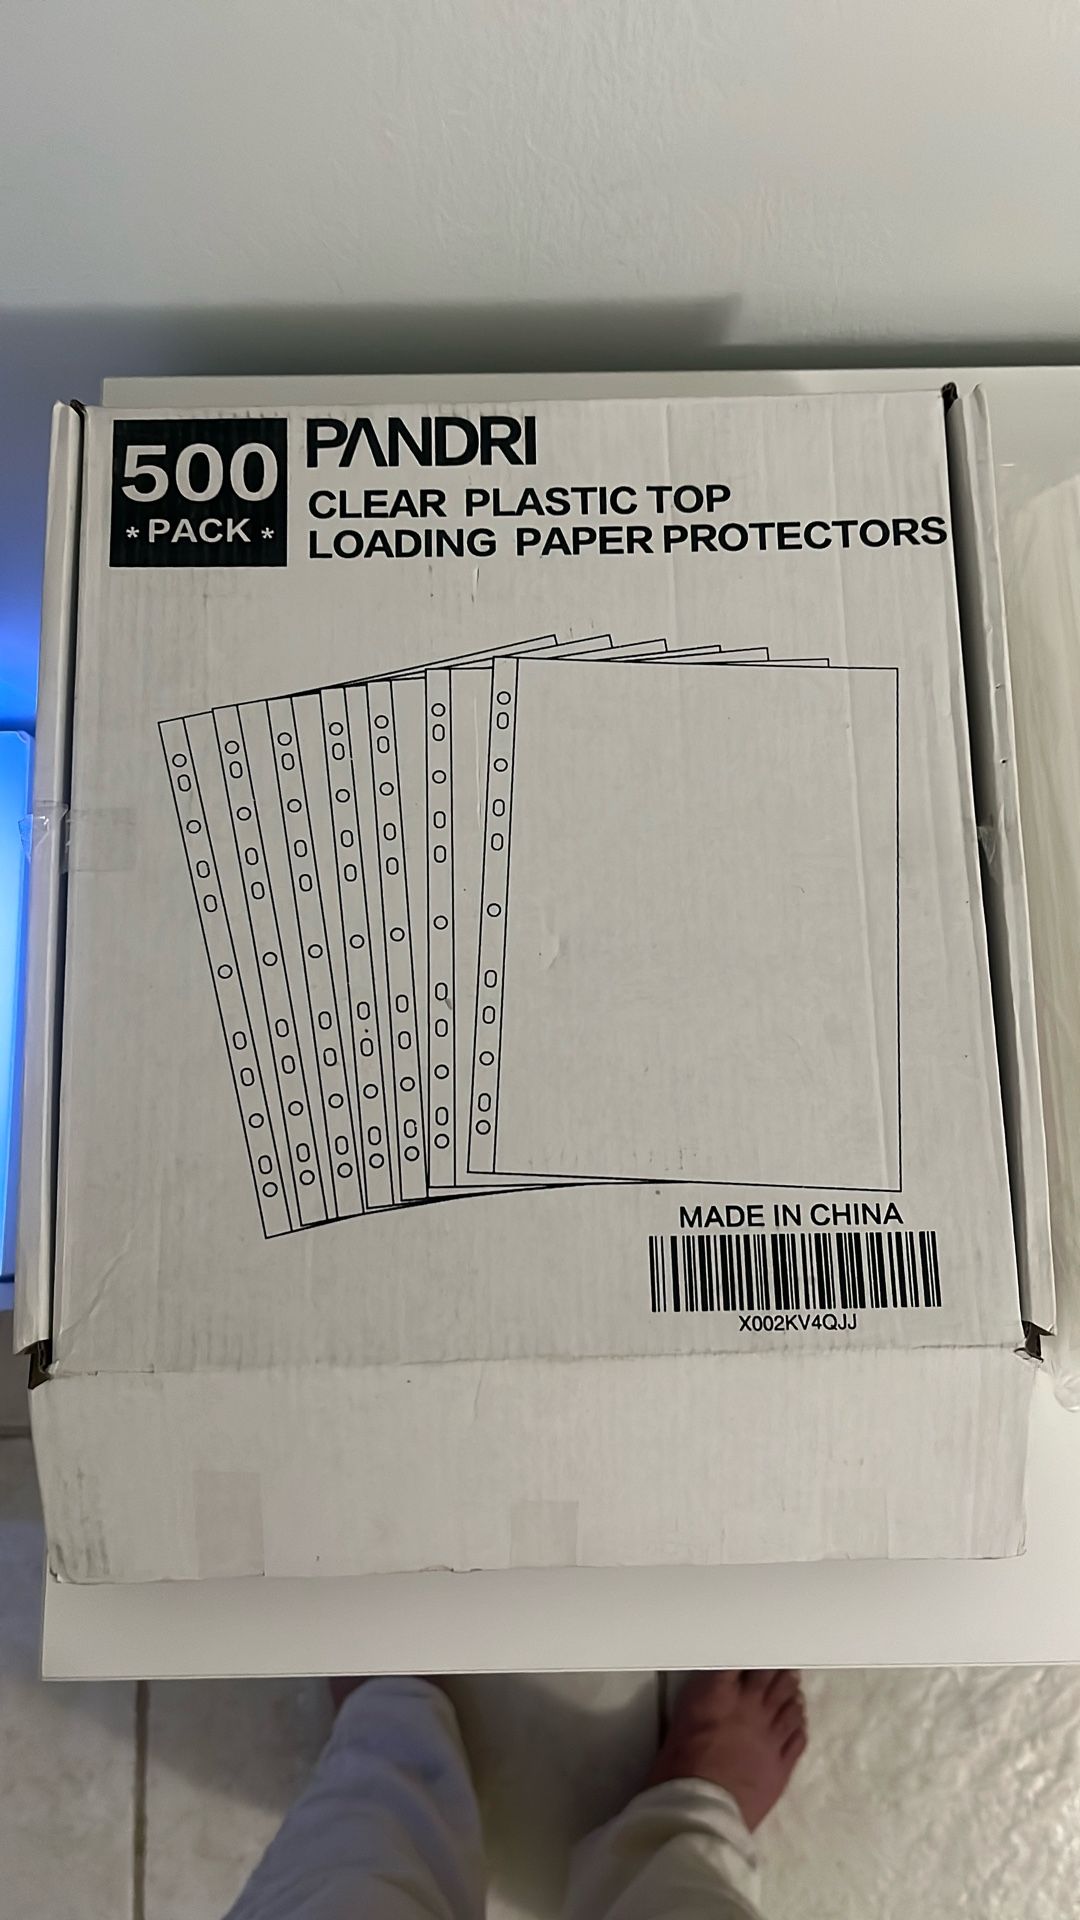 500
* PACK *
PANDRI
CLEAR PLASTIC TOP
LOADING PAPER PROTECTORS
MADE IN CHINA
X002KV4QJJ